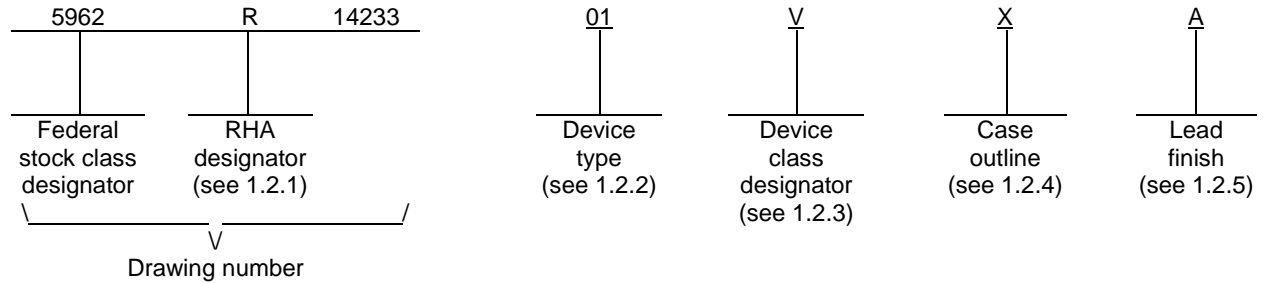 5962 R 14233 01 V X A
Federal RHA Device Device Case Lead
stock class designator type class outline finish
designator (see 1.2.1) (see 1.2.2) designator (see 1.2.4) (see 1.2.5)
(see 1.2.3)
\ /
\/
Drawing number